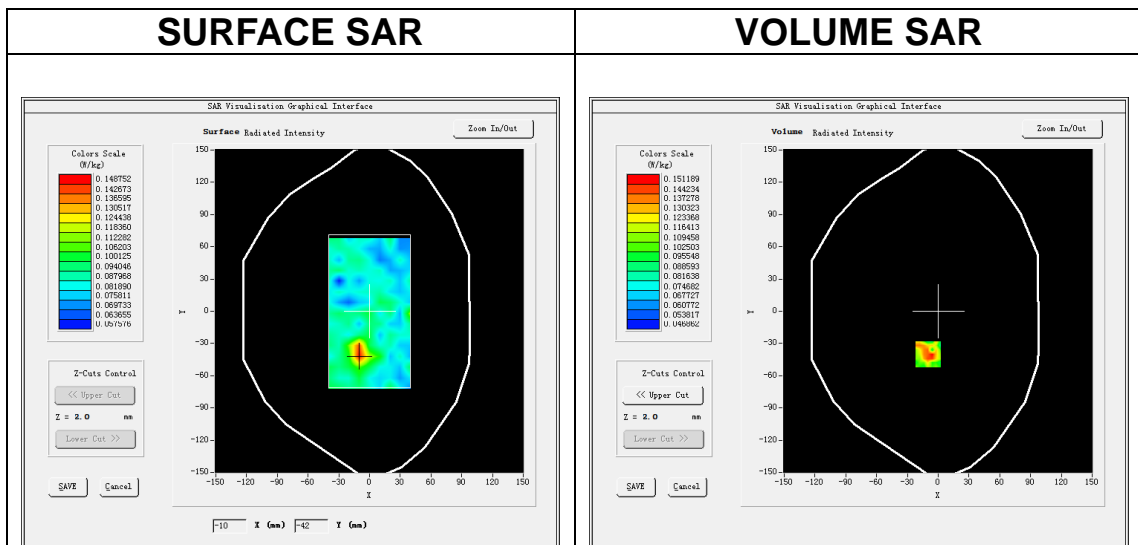 SURFACE SAR
VOLUME SAR
SAR Visualisation Graphical Interface
Surface Radiated Intensity
Zoom In/Out
Colors Scale
(W/kg)
0.148752
0.142673
0.136595
0.130517
0.124438
0.118360
0.112282
0.106203
0.100125
0.094046
0.087968
0.081890
0.075811
0.069733
0.063655
0.057576
150
120
90
60
30
0
-30
-60
-90
-120
-150
Y
-150 -120 -90 -60 -30 0 30 60 90 120 150
X
Z-Cuts Control
<< Upper Cut
Z = 2.0 mm
Lower Cut >>
SAVE Cancel
-10 X (mm) -42 Y (mm)
SAR Visualisation Graphical Interface
Volume Radiated Intensity
Zoom In/Out
Colors Scale
(W/kg)
0.151189
0.144234
0.137278
0.130323
0.123368
0.116413
0.109458
0.102503
0.095548
0.088593
0.081638
0.074682
0.067727
0.060772
0.053817
0.046862
150
120
90
60
30
0
-30
-60
-90
-120
-150
Y
-150 -120 -90 -60 -30 0 30 60 90 120 150
X
Z-Cuts Control
<< Upper Cut
Z = 2.0 mm
Lower Cut >>
SAVE Cancel